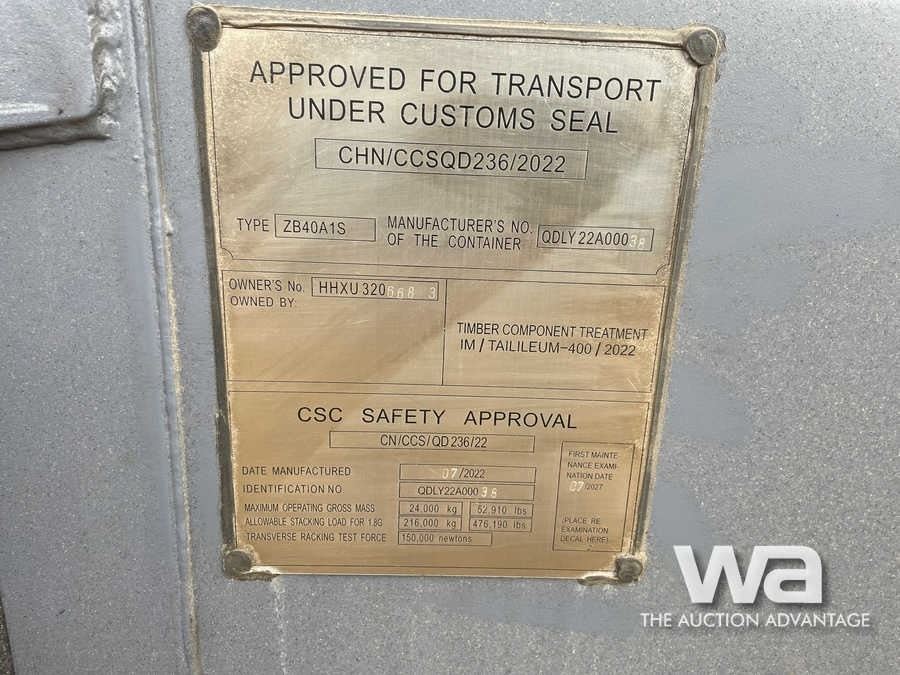 APPROVED FOR TRANSPORT
UNDER CUSTOMS SEAL
CHN/CCSQD236/2022
TYPE ZB40A1S MANUFACTURER'S NO. OF THE CONTAINER QDLY22A00038
OWNER'S No. HHXU320668 3
OWNED BY:
TIMBER COMPONENT TREATMENT
IM/TAILILEUM-400/2022
CSC SAFETY APPROVAL
CN/CCS/QD236/22
DATE MANUFACTURED 07/2022
IDENTIFICATION NO. QDLY22A00038
MAXIMUM OPERATING GROSS MASS 24.000 kg 52.910 lbs
ALLOWABLE STACKING LOAD FOR 1.8G 216,000 kg 476,190 lbs
TRANSVERSE RACKING TEST FORCE 150,000 newtons
FIRST MAINTE-
NANCE EXAMI-
NATION DATE
07/2027
(PLACE RE
EXAMINATION
DECAL HERE)
wa
THE AUCTION ADVANTAGE